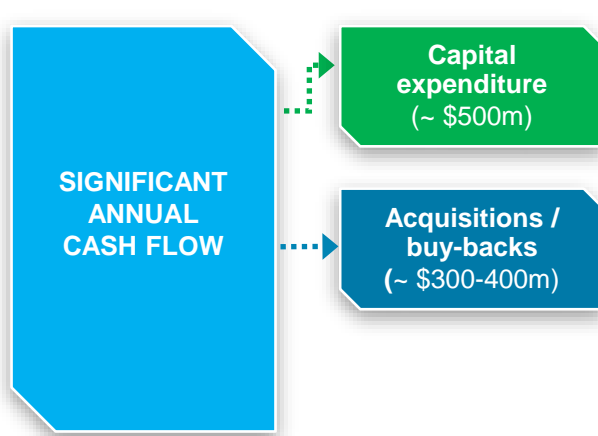 SIGNIFICANT
ANNUAL
CASH FLOW
Capital
expenditure
(~ $500m)
Acquisitions /
buy-backs
(~ $300-400m)